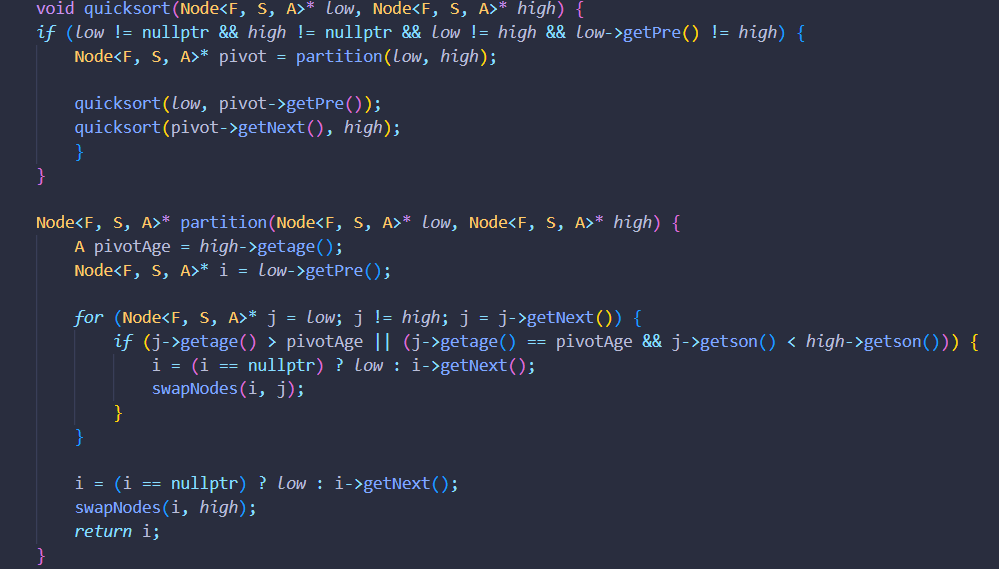 void quicksort(Node<F, S, A>* low, Node<F, S, A>* high) {
if (low != nullptr && high != nullptr && low != high && low->getPre() != high) {
    Node<F, S, A>* pivot = partition(low, high);

    quicksort(low, pivot->getPre());
    quicksort(pivot->getNext(), high);
    }
}

Node<F, S, A>* partition(Node<F, S, A>* low, Node<F, S, A>* high) {
    A pivotAge = high->getage();
    Node<F, S, A>* i = low->getPre();

    for (Node<F, S, A>* j = low; j != high; j = j->getNext()) {
        if (j->getage() > pivotAge || (j->getage() == pivotAge && j->getson() < high->getson())) {
            i = (i == nullptr) ? low : i->getNext();
            swapNodes(i, j);
        }
    }

    i = (i == nullptr) ? low : i->getNext();
    swapNodes(i, high);
    return i;
}